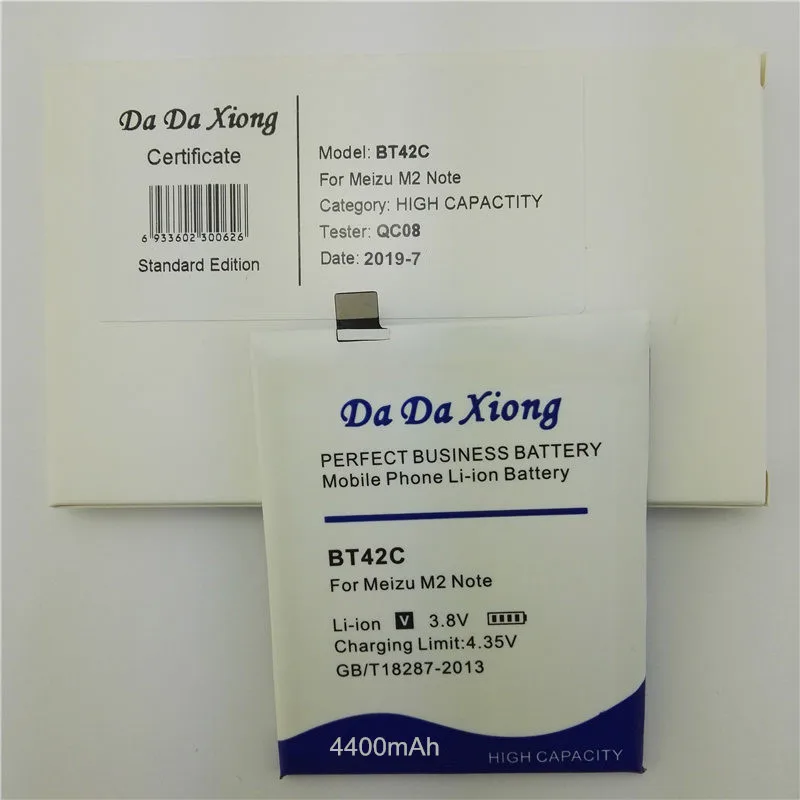 Da Da Xiong
Certificate
6 933602 300626
Standard Edition
Model: BT42C
For Meizu M2 Note
Category: HIGH CAPACTITY
Tester: QC08
Date: 2019-7
Da Da Xiong
PERFECT BUSINESS BATTERY
Mobile Phone Li-ion Battery
BT42C
For Meizu M2 Note
Li-ion V 3.8V
Charging Limit:4.35V
GB/T18287-2013
4400mAh
HIGH CAPACITY